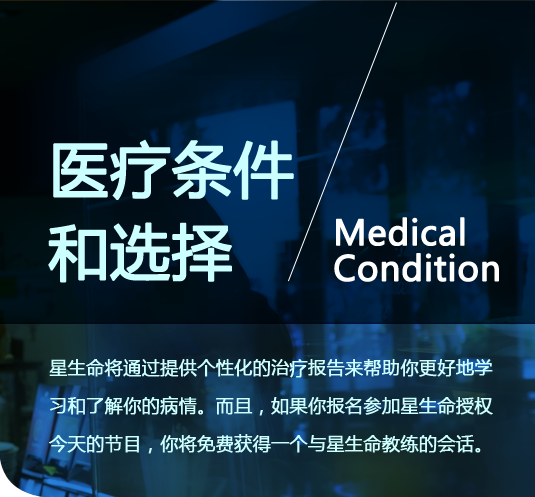 医疗条件
和选择
Medical
Condition
星生命将通过提供个性化的治疗报告来帮助你更好地学
习和了解你的病情。而且，如果你报名参加星生命授权
今天的节目，你将免费获得一个与星生命教练的会话。